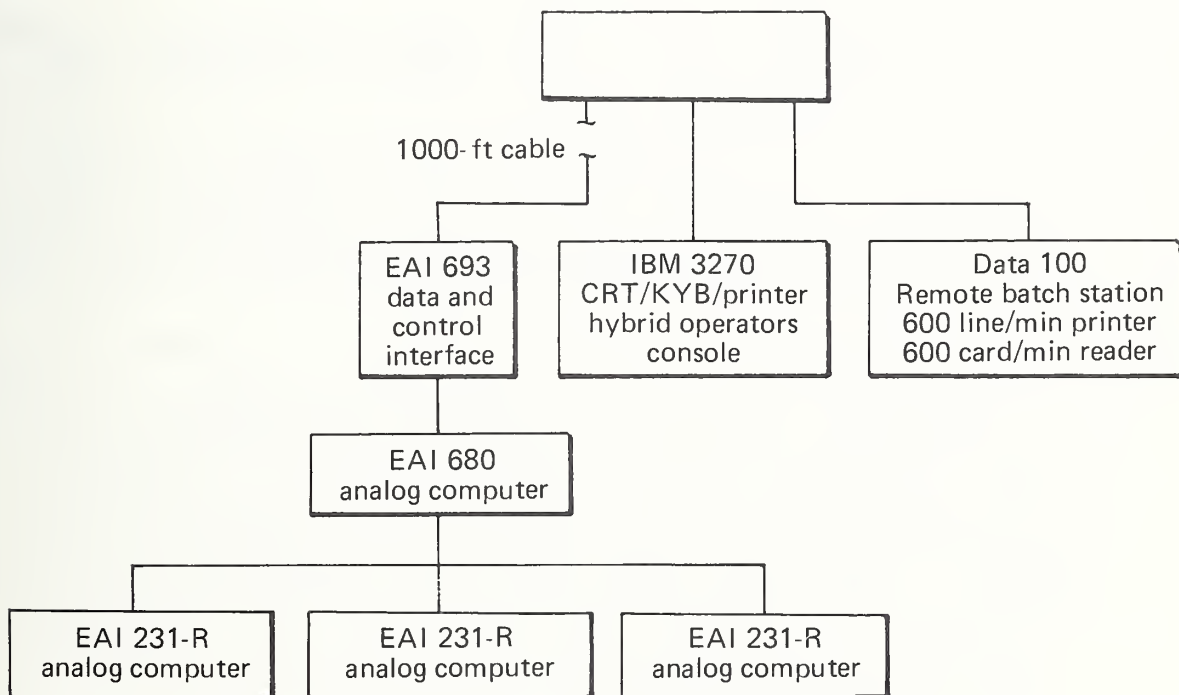 1000-ft cable
EAI 693
data and
control
interface
IBM 3270
CRT/KYB/printer
hybrid operators
console
Data 100
Remote batch station
600 line/min printer
600 card/min reader
EAI 680
analog computer
EAI 231-R
analog computer
EAI 231-R
analog computer
EAI 231-R
analog computer